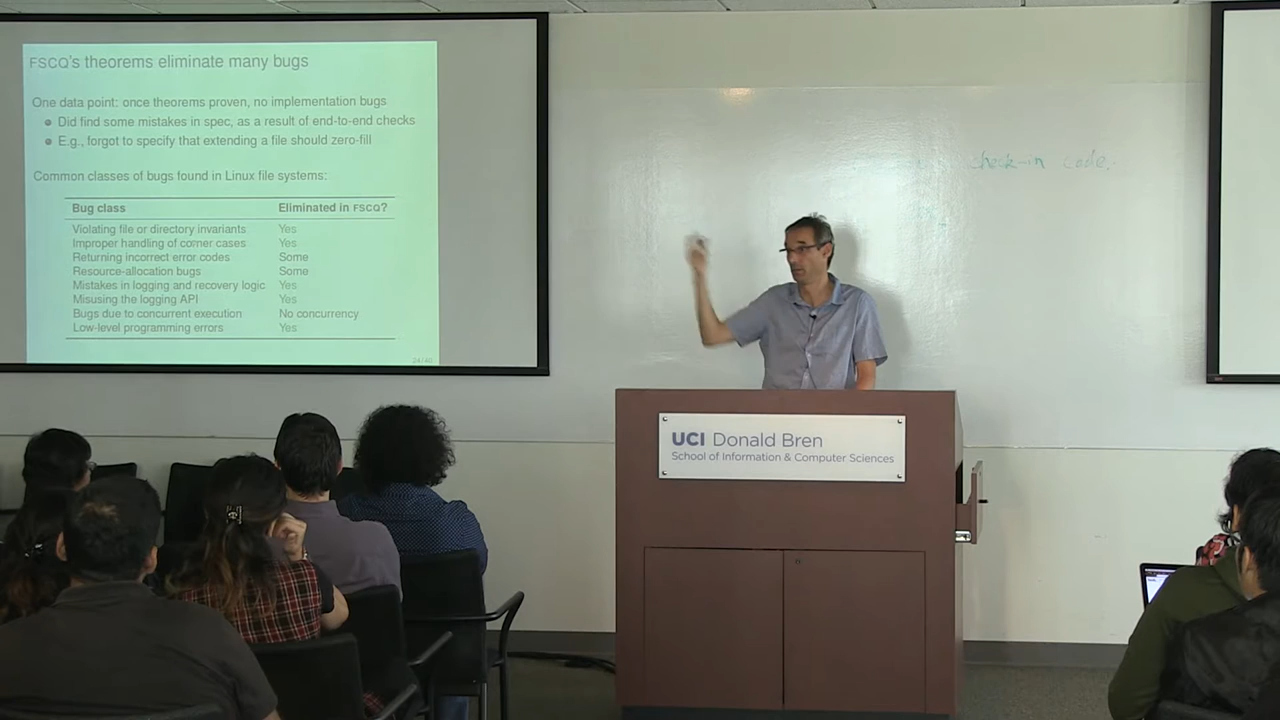 FSCQ's theorems eliminate many bugs
One data point: once theorems proven, no implementation bugs
Did find some mistakes in spec, as a result of end-to-end checks
E.g., forgot to specify that extending a file should zero-fill
Common classes of bugs found in Linux file systems:
Bug class Eliminated in FSCQ?
Violating file or directory invariants Yes
Improper handling of corner cases Yes
Returning incorrect error codes Some
Resource-allocation bugs Some
Mistakes in logging and recovery logic Yes
Misusing the logging API Yes
Bugs due to concurrent execution No concurrency
Low-level programming errors Yes
check-in code.
UCI Donald Bren
School of Information & Computer Sciences